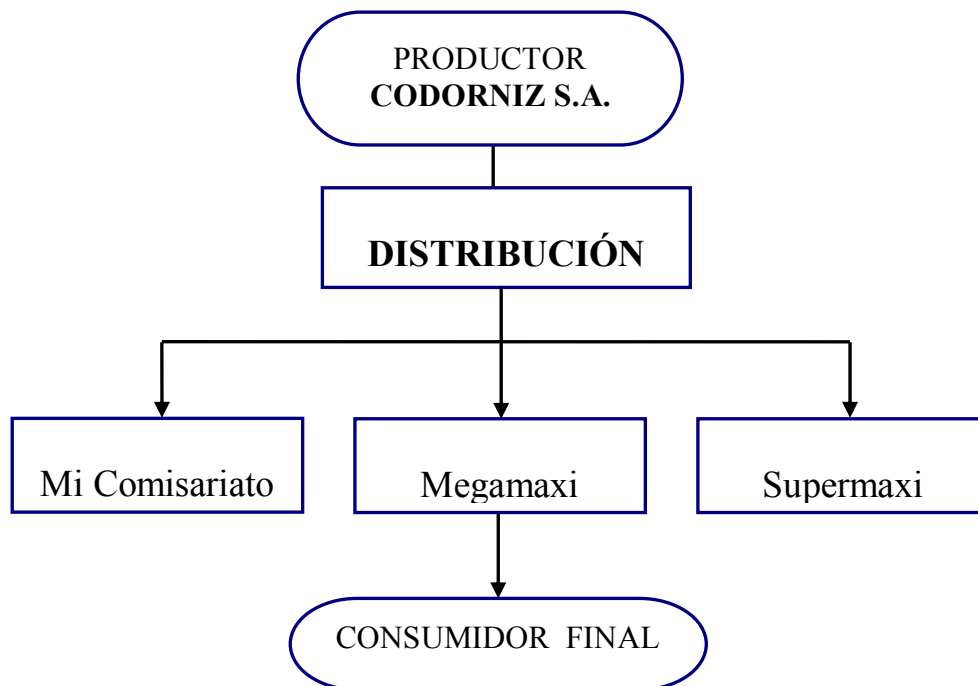 PRODUCTOR
CODORNIZ S.A.
DISTRIBUCIÓN
Mi Comisariato
Megamaxi
Supermaxi
CONSUMIDOR FINAL